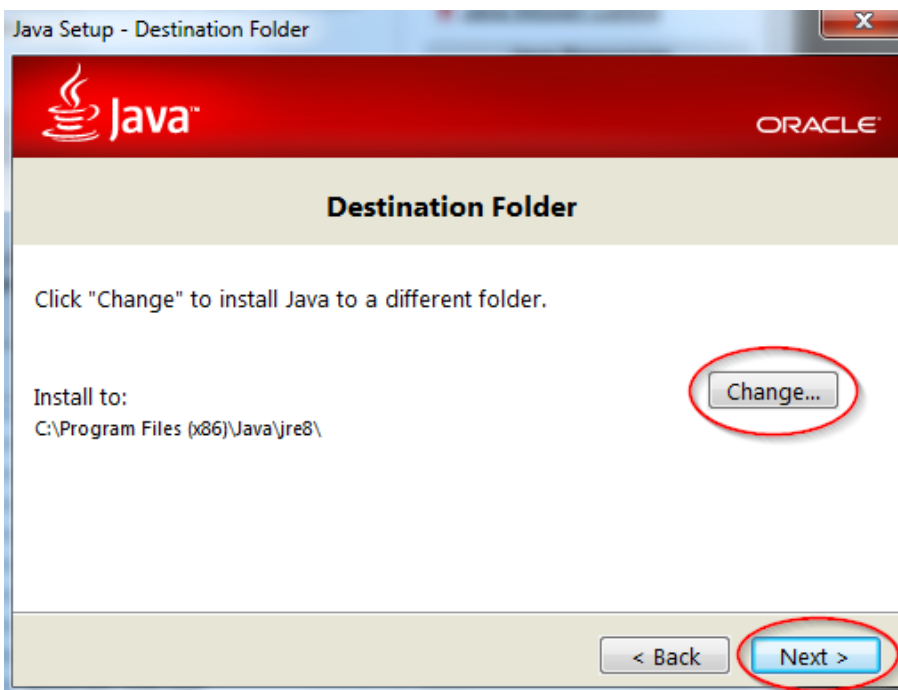 Java Setup - Destination Folder
x
Java™
ORACLE
Destination Folder
Click "Change" to install Java to a different folder.
Change...
Install to:
C:\Program Files (x86)\Java\jre8\
< Back
Next >